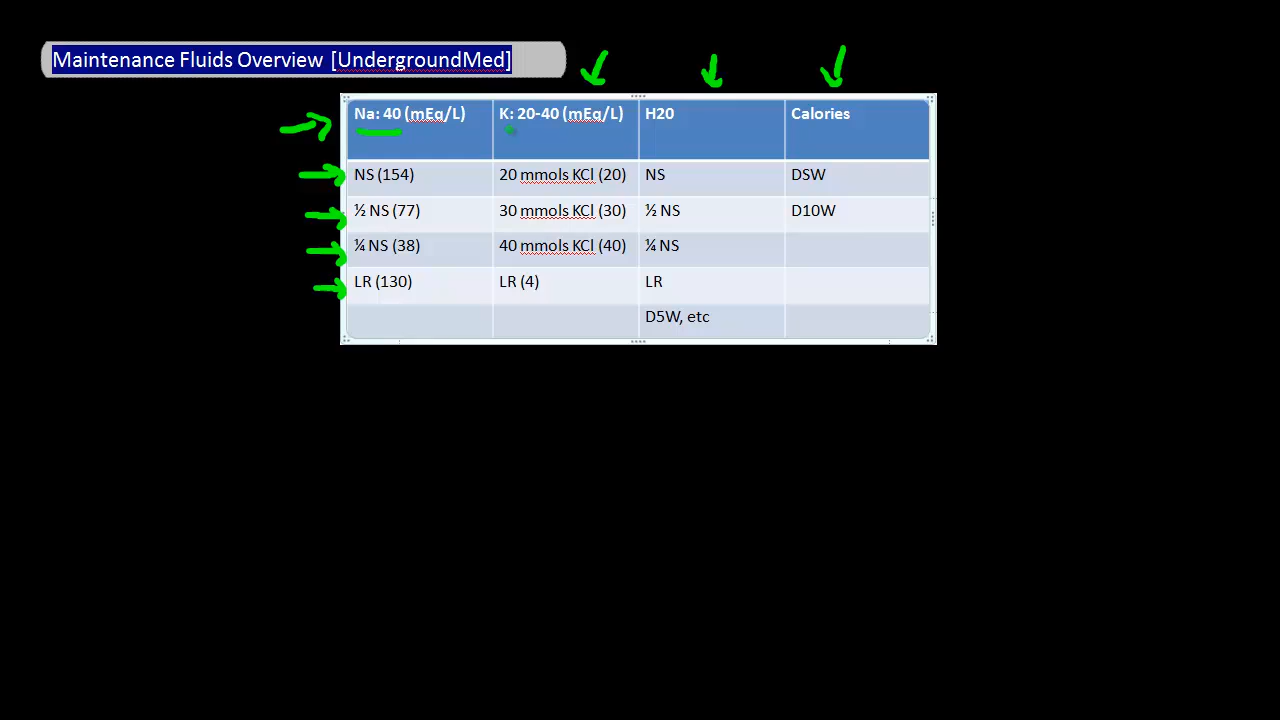 Maintenance Fluids Overview [UndergroundMed]
Na: 40 (mEq/L) K: 20-40 (mEq/L) H20 Calories
NS (154) 20 mmols KCl (20) NS DSW
½ NS (77) 30 mmols KCl (30) ½ NS D10W
¼ NS (38) 40 mmols KCl (40) ¼ NS
LR (130) LR (4) LR
D5W, etc